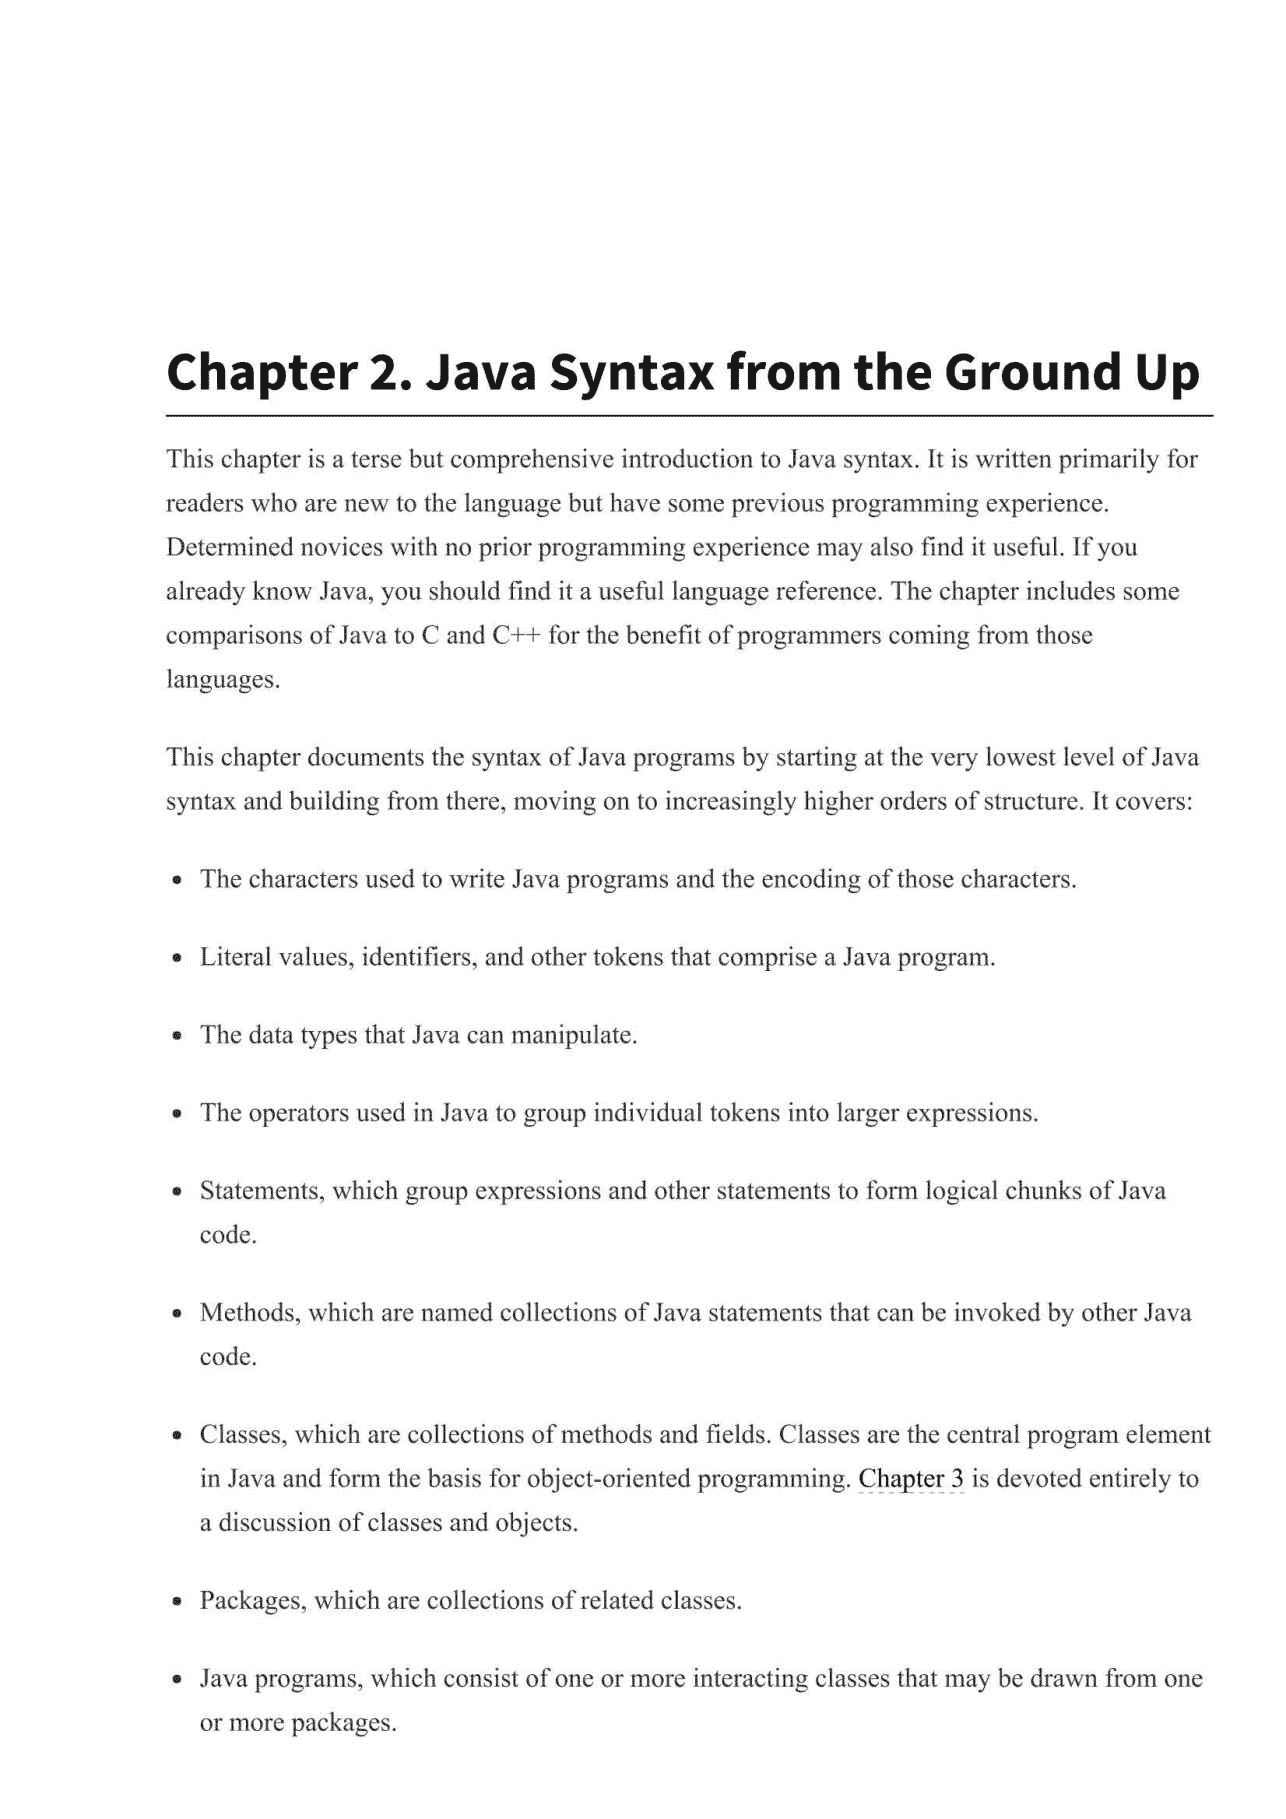 Chapter 2. Java Syntax from the Ground Up
This chapter is a terse but comprehensive introduction to Java syntax. It is written primarily for
readers who are new to the language but have some previous programming experience.
Determined novices with no prior programming experience may also find it useful. If you
already know Java, you should find it a useful language reference. The chapter includes some
comparisons of Java to C and C++ for the benefit of programmers coming from those
languages.
This chapter documents the syntax of Java programs by starting at the very lowest level of Java
syntax and building from there, moving on to increasingly higher orders of structure. It covers:
• The characters used to write Java programs and the encoding of those characters.
• Literal values, identifiers, and other tokens that comprise a Java program.
• The data types that Java can manipulate.
• The operators used in Java to group individual tokens into larger expressions.
• Statements, which group expressions and other statements to form logical chunks of Java
code.
• Methods, which are named collections of Java statements that can be invoked by other Java
code.
• Classes, which are collections of methods and fields. Classes are the central program element
in Java and form the basis for object-oriented programming. Chapter 3 is devoted entirely to
a discussion of classes and objects.
• Packages, which are collections of related classes.
• Java programs, which consist of one or more interacting classes that may be drawn from one
or more packages.